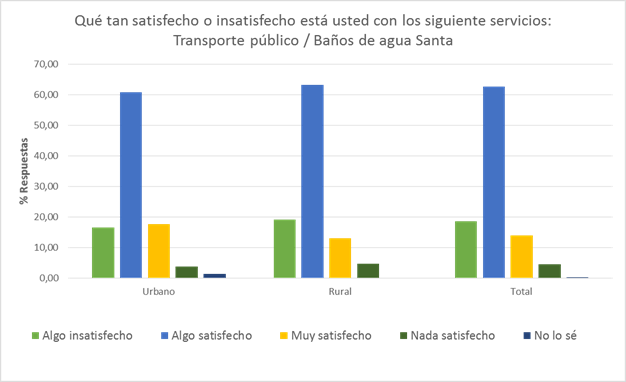 Qué tan satisfecho o insatisfecho está usted con los siguiente servicios:
Transporte público / Baños de agua Santa
70,00
60,00
50,00
40,00
30,00
20,00
10,00
0,00
% Respuestas
Urbano Rural Total
Algo insatisfecho Algo satisfecho Muy satisfecho Nada satisfecho No lo sé